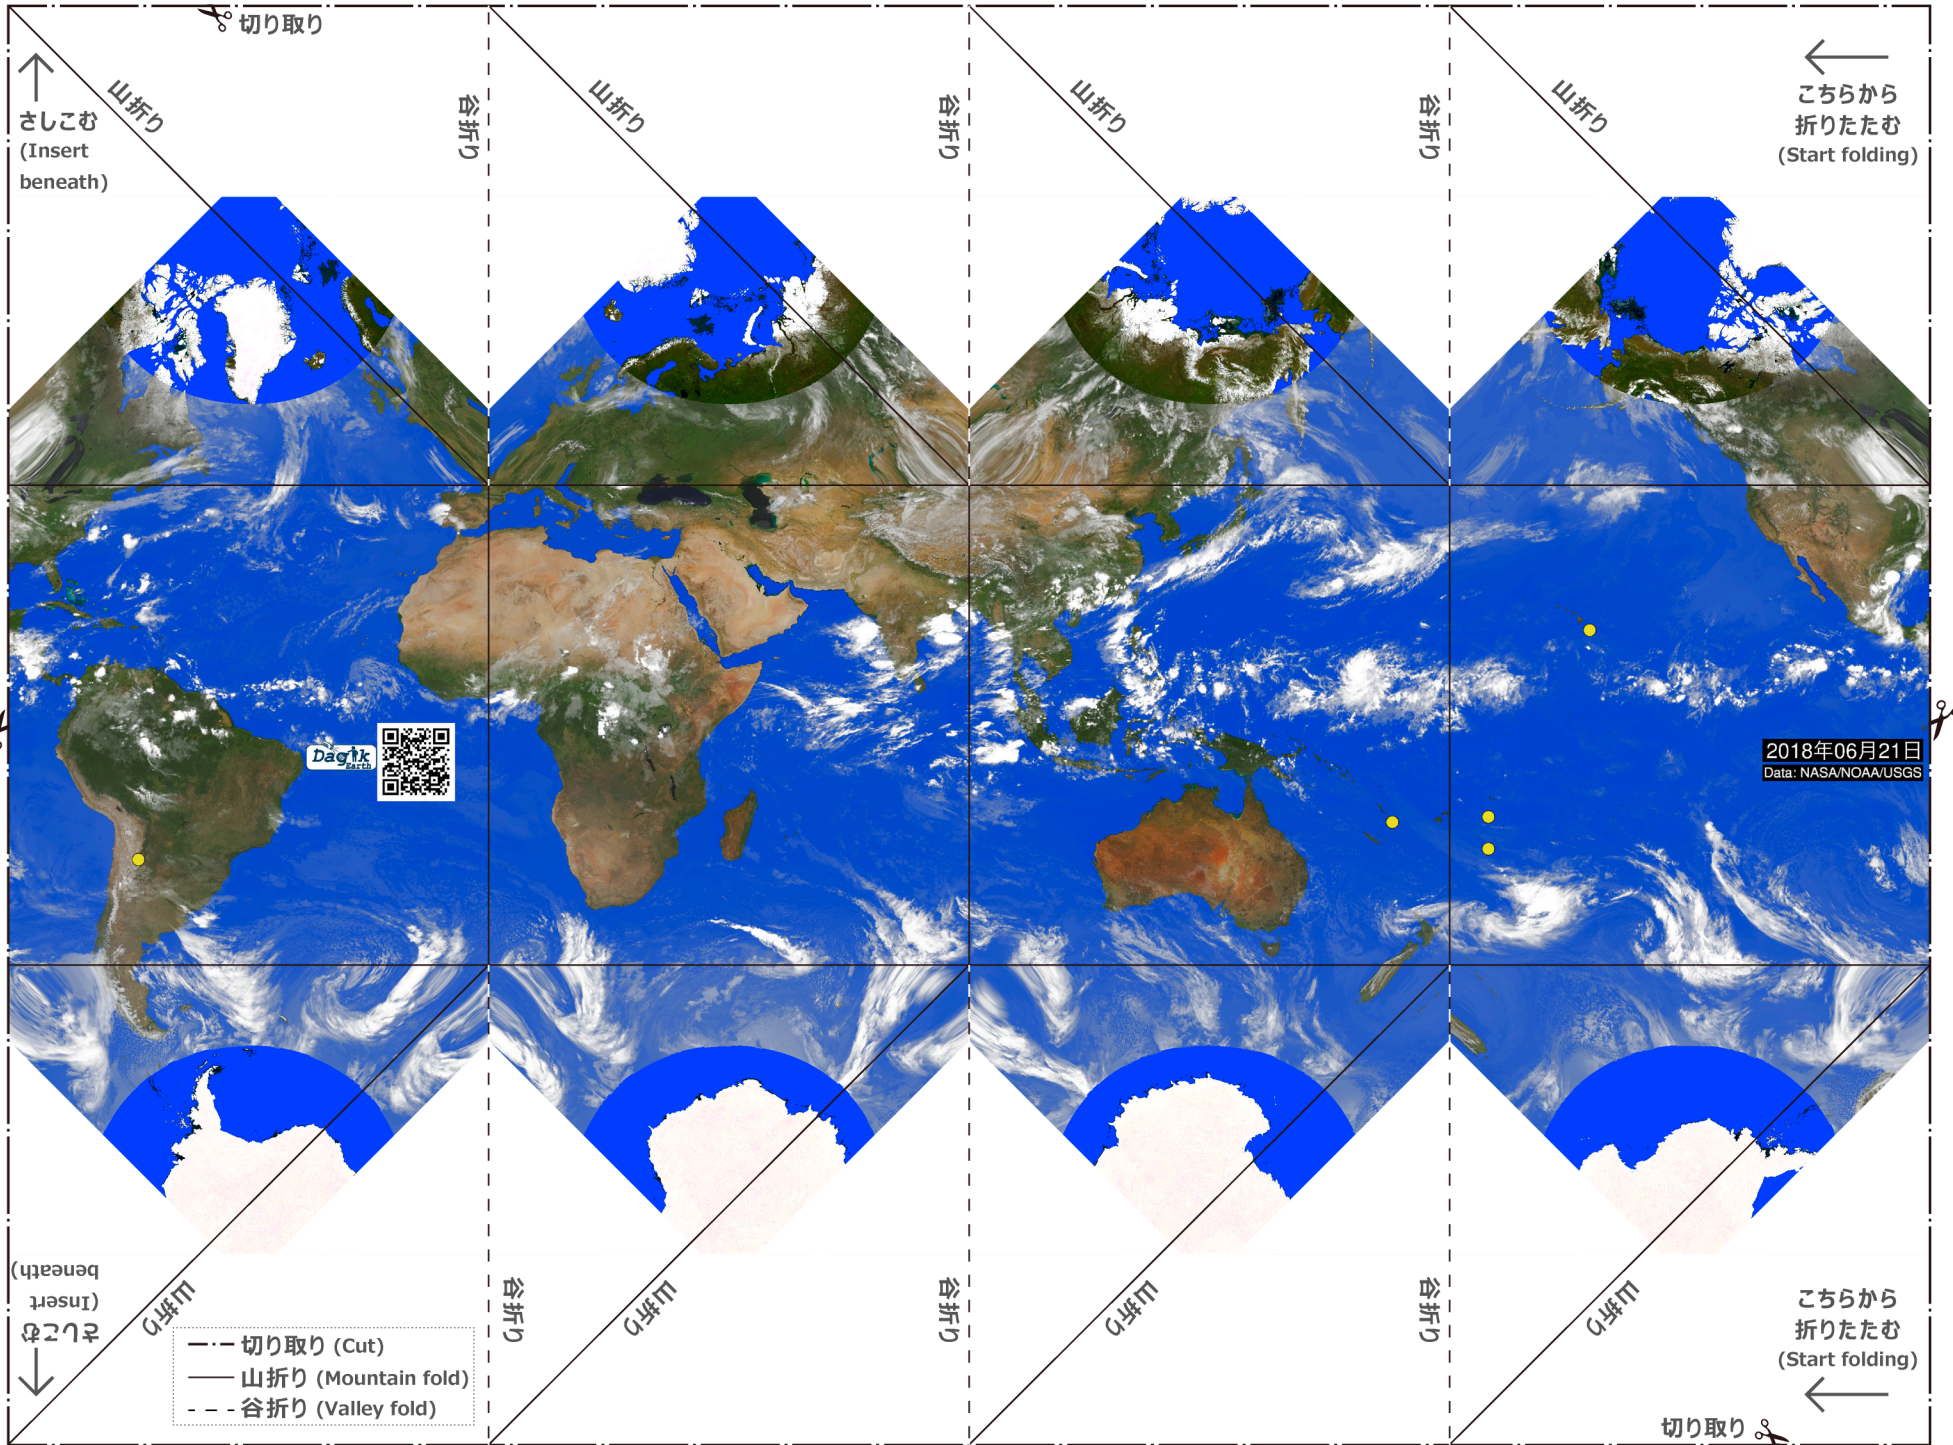 切り取り
さしこむ
(Insert
beneath)
山折り
谷折り
山折り
谷折り
山折り
谷折り
山折り
こちらから
折りたたむ
(Start folding)
Dagik
Earth
2018年06月21日
Data: NASA/NOAA/USGS
さしこむ
(Insert
beneath)
山折り
谷折り
山折り
谷折り
山折り
谷折り
山折り
こちらから
折りたたむ
(Start folding)
切り取り (Cut)
山折り (Mountain fold)
谷折り (Valley fold)
切り取り